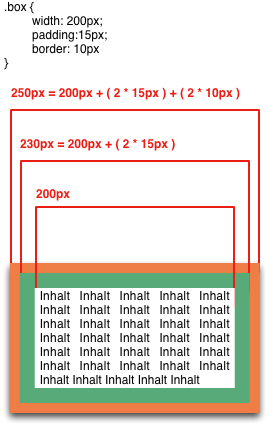 .box {
width: 200px;
padding:15px;
border: 10px
}
250px = 200px + ( 2 * 15px ) + ( 2 * 10px )
230px = 200px + ( 2 * 15px )
200px
Inhalt Inhalt Inhalt Inhalt Inhalt
Inhalt Inhalt Inhalt Inhalt Inhalt
Inhalt Inhalt Inhalt Inhalt Inhalt
Inhalt Inhalt Inhalt Inhalt Inhalt
Inhalt Inhalt Inhalt Inhalt Inhalt
Inhalt Inhalt Inhalt Inhalt Inhalt
Inhalt Inhalt Inhalt Inhalt Inhalt